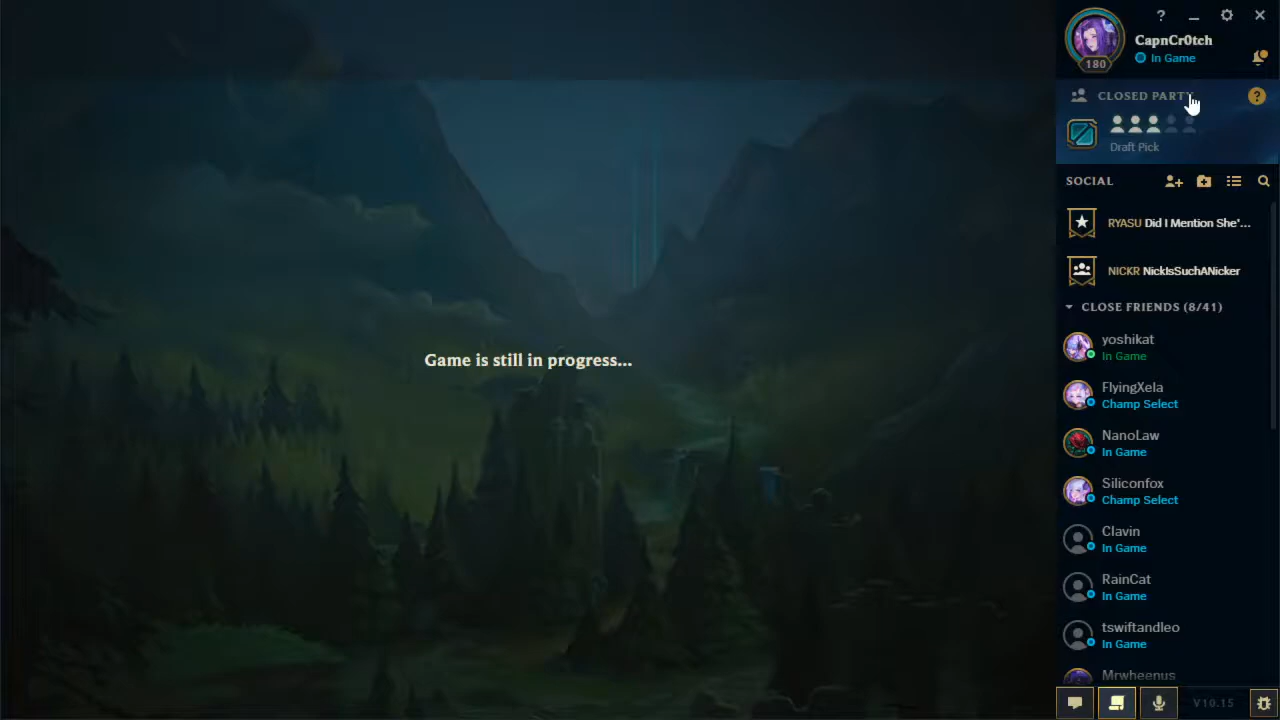 ?
CapnCr0tch
In Game
180
CLOSED PARTY
?
Draft Pick
SOCIAL
RYASU Did I Mention She'...
NICKR NickIsSuchANicker
CLOSE FRIENDS (8/41)
yoshikat
In Game
Game is still in progress...
FlyingXela
Champ Select
NanoLaw
In Game
Siliconfox
Champ Select
Clavin
In Game
RainCat
In Game
tswiftandleo
In Game
Mrwheenus
V10.15